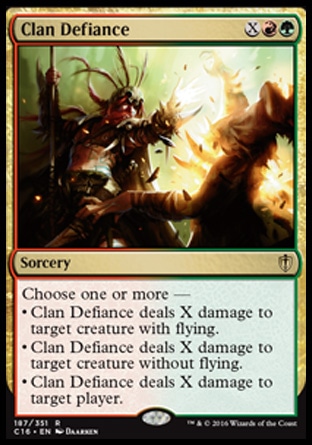 Clan Defiance X
Sorcery
Choose one or more —
• Clan Defiance deals X damage to
target creature with flying.
• Clan Defiance deals X damage to
target creature without flying.
• Clan Defiance deals X damage to
target player.
187/351 R
C16 • EN DAARKEN ™ & © 2016 Wizards of the Coast